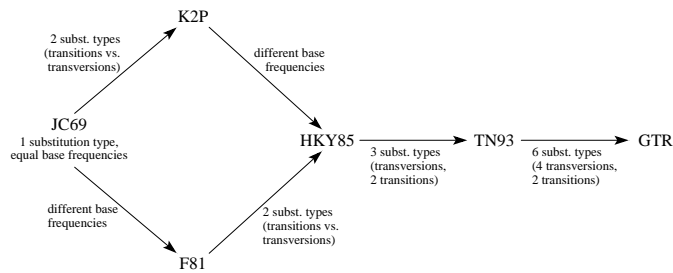 K2P
2 subst. types
(transitions vs.
transversions)
different base
frequencies
JC69
1 substitution type,
equal base frequencies
HKY85
3 subst. types
(transversions,
2 transitions)
TN93
6 subst. types
(4 transversions,
2 transitions)
GTR
different base
frequencies
2 subst. types
(transitions vs.
transversions)
F81